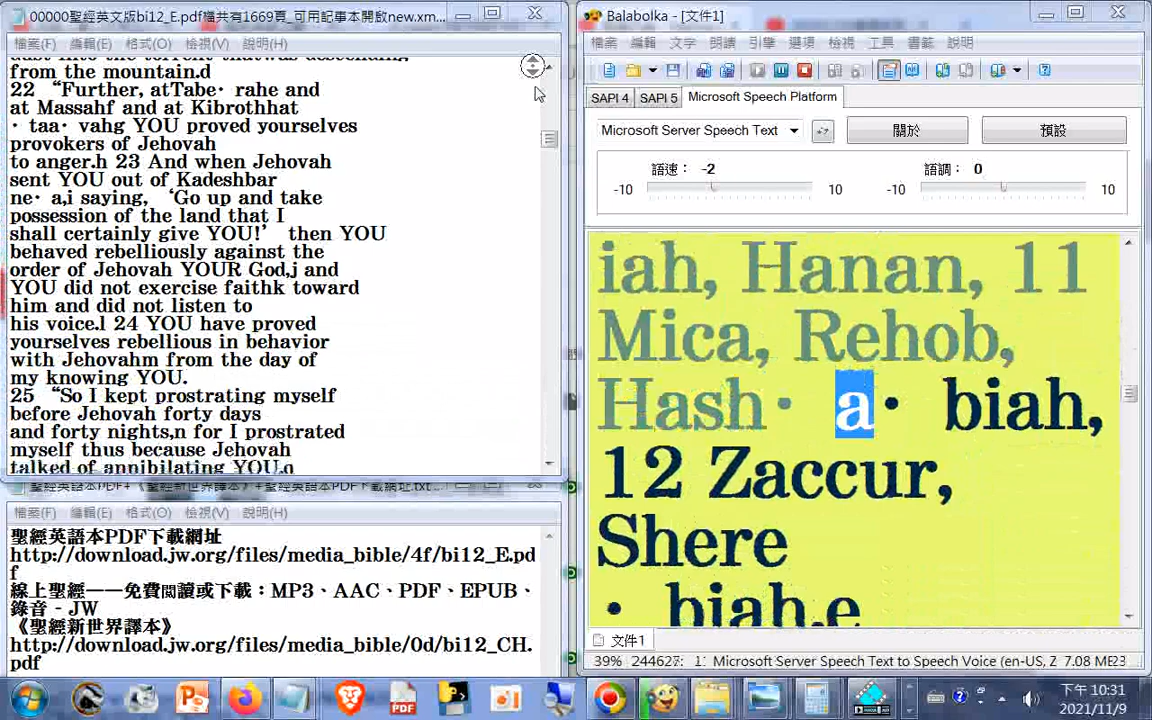 00000聖經英文版bi12_E.pdf檔共有1669頁_可用記事本開啟new.xm...
檔案(F) 編輯(E) 格式(O) 檢視(V) 說明(H)
from the mountain.d
22 “Further, atTabe· rahe and
at Massahf and at Kibrothhat
· taa· vahg YOU proved yourselves
provokers of Jehovah
to anger.h 23 And when Jehovah
sent YOU out of Kadeshbar
ne· a,i saying, ‘Go up and take
possession of the land that I
shall certainly give YOU!’ then YOU
behaved rebelliously against the
order of Jehovah YOUR God,j and
YOU did not exercise faithk toward
him and did not listen to
his voice.l 24 YOU have proved
yourselves rebellious in behavior
with Jehovahm from the day of
my knowing YOU.
25 “So I kept prostrating myself
before Jehovah forty days
and forty nights,n for I prostrated
myself thus because Jehovah
talked of annihilating YOU.o
檔案(F) 編輯(E) 格式(O) 檢視(V) 說明(H)
聖經英語本PDF下載網址
http://download.jw.org/files/media_bible/4f/bi12_E.pd
f
線上聖經——免費閱讀或下載：MP3、AAC、PDF、EPUB、
錄音 - JW
《聖經新世界譯本》
http://download.jw.org/files/media_bible/0d/bi12_CH.
pdf
Balabolka - [文件1]
檔案 編輯 文字 朗讀 引擎 選項 檢視 工具 書籤 說明
SAPI 4 SAPI 5 Microsoft Speech Platform
Microsoft Server Speech Text 關於 預設
語速： -2 語調： 0
-10 10 -10 10
iah, Hanan, 11
Mica, Rehob,
Hash· a· biah,
12 Zaccur,
Shere
· biah,e
文件1
39% 244627: Microsoft Server Speech Text to Speech Voice (en-US, Z 7.08 ME23
下午 10:31
2021/11/9